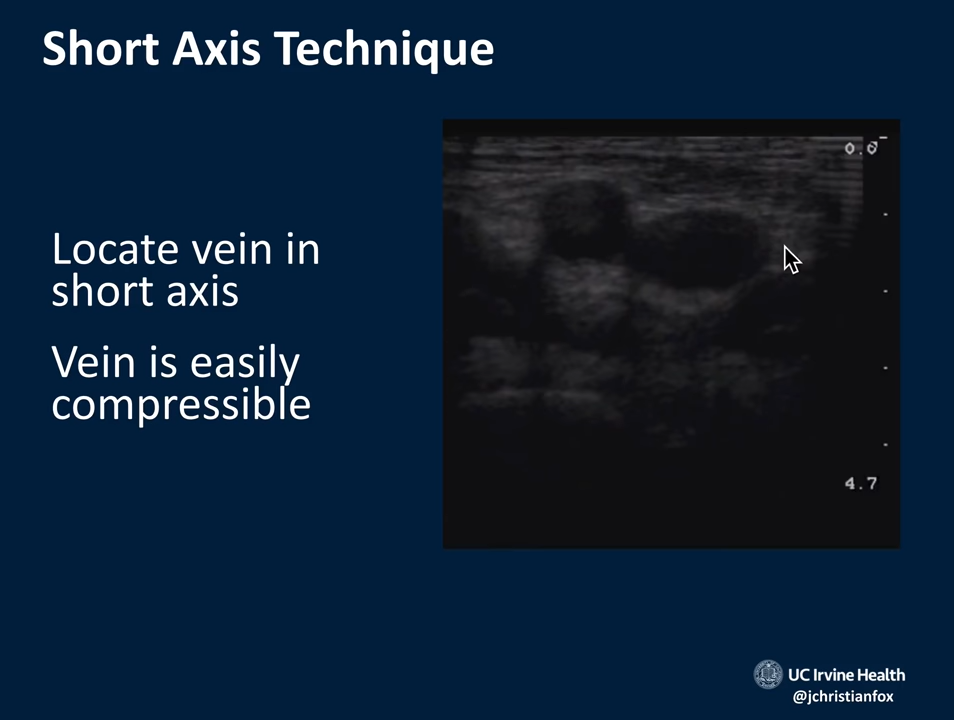 Short Axis Technique
0.0
Locate vein in
short axis
Vein is easily
compressible
4.7
UC Irvine Health
@jchristianfox